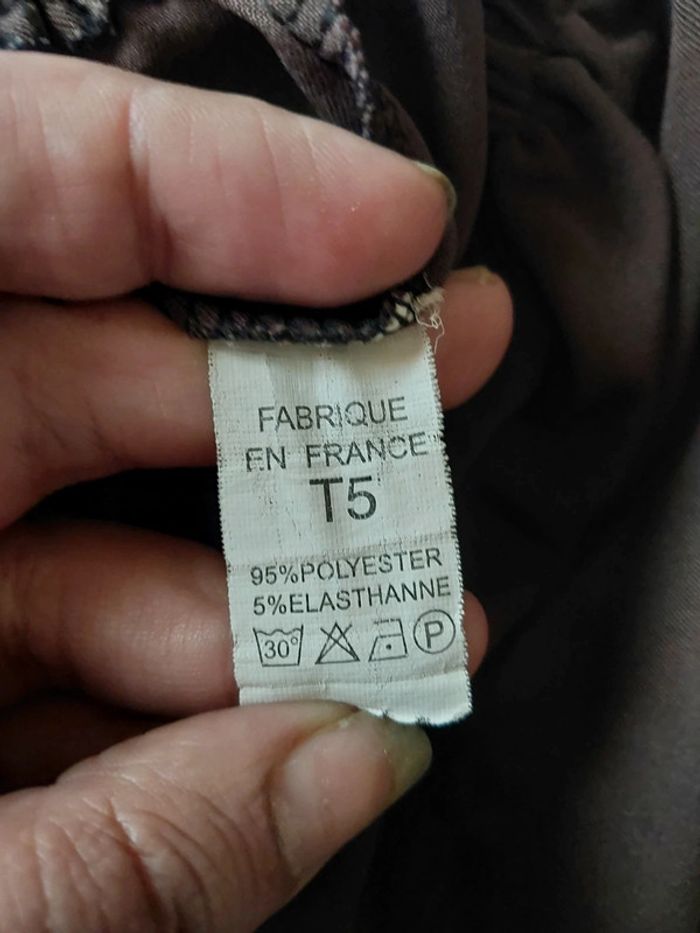 FABRIQUE
EN FRANCE
T5
95%POLYESTER
5%ELASTHANNE
30° P